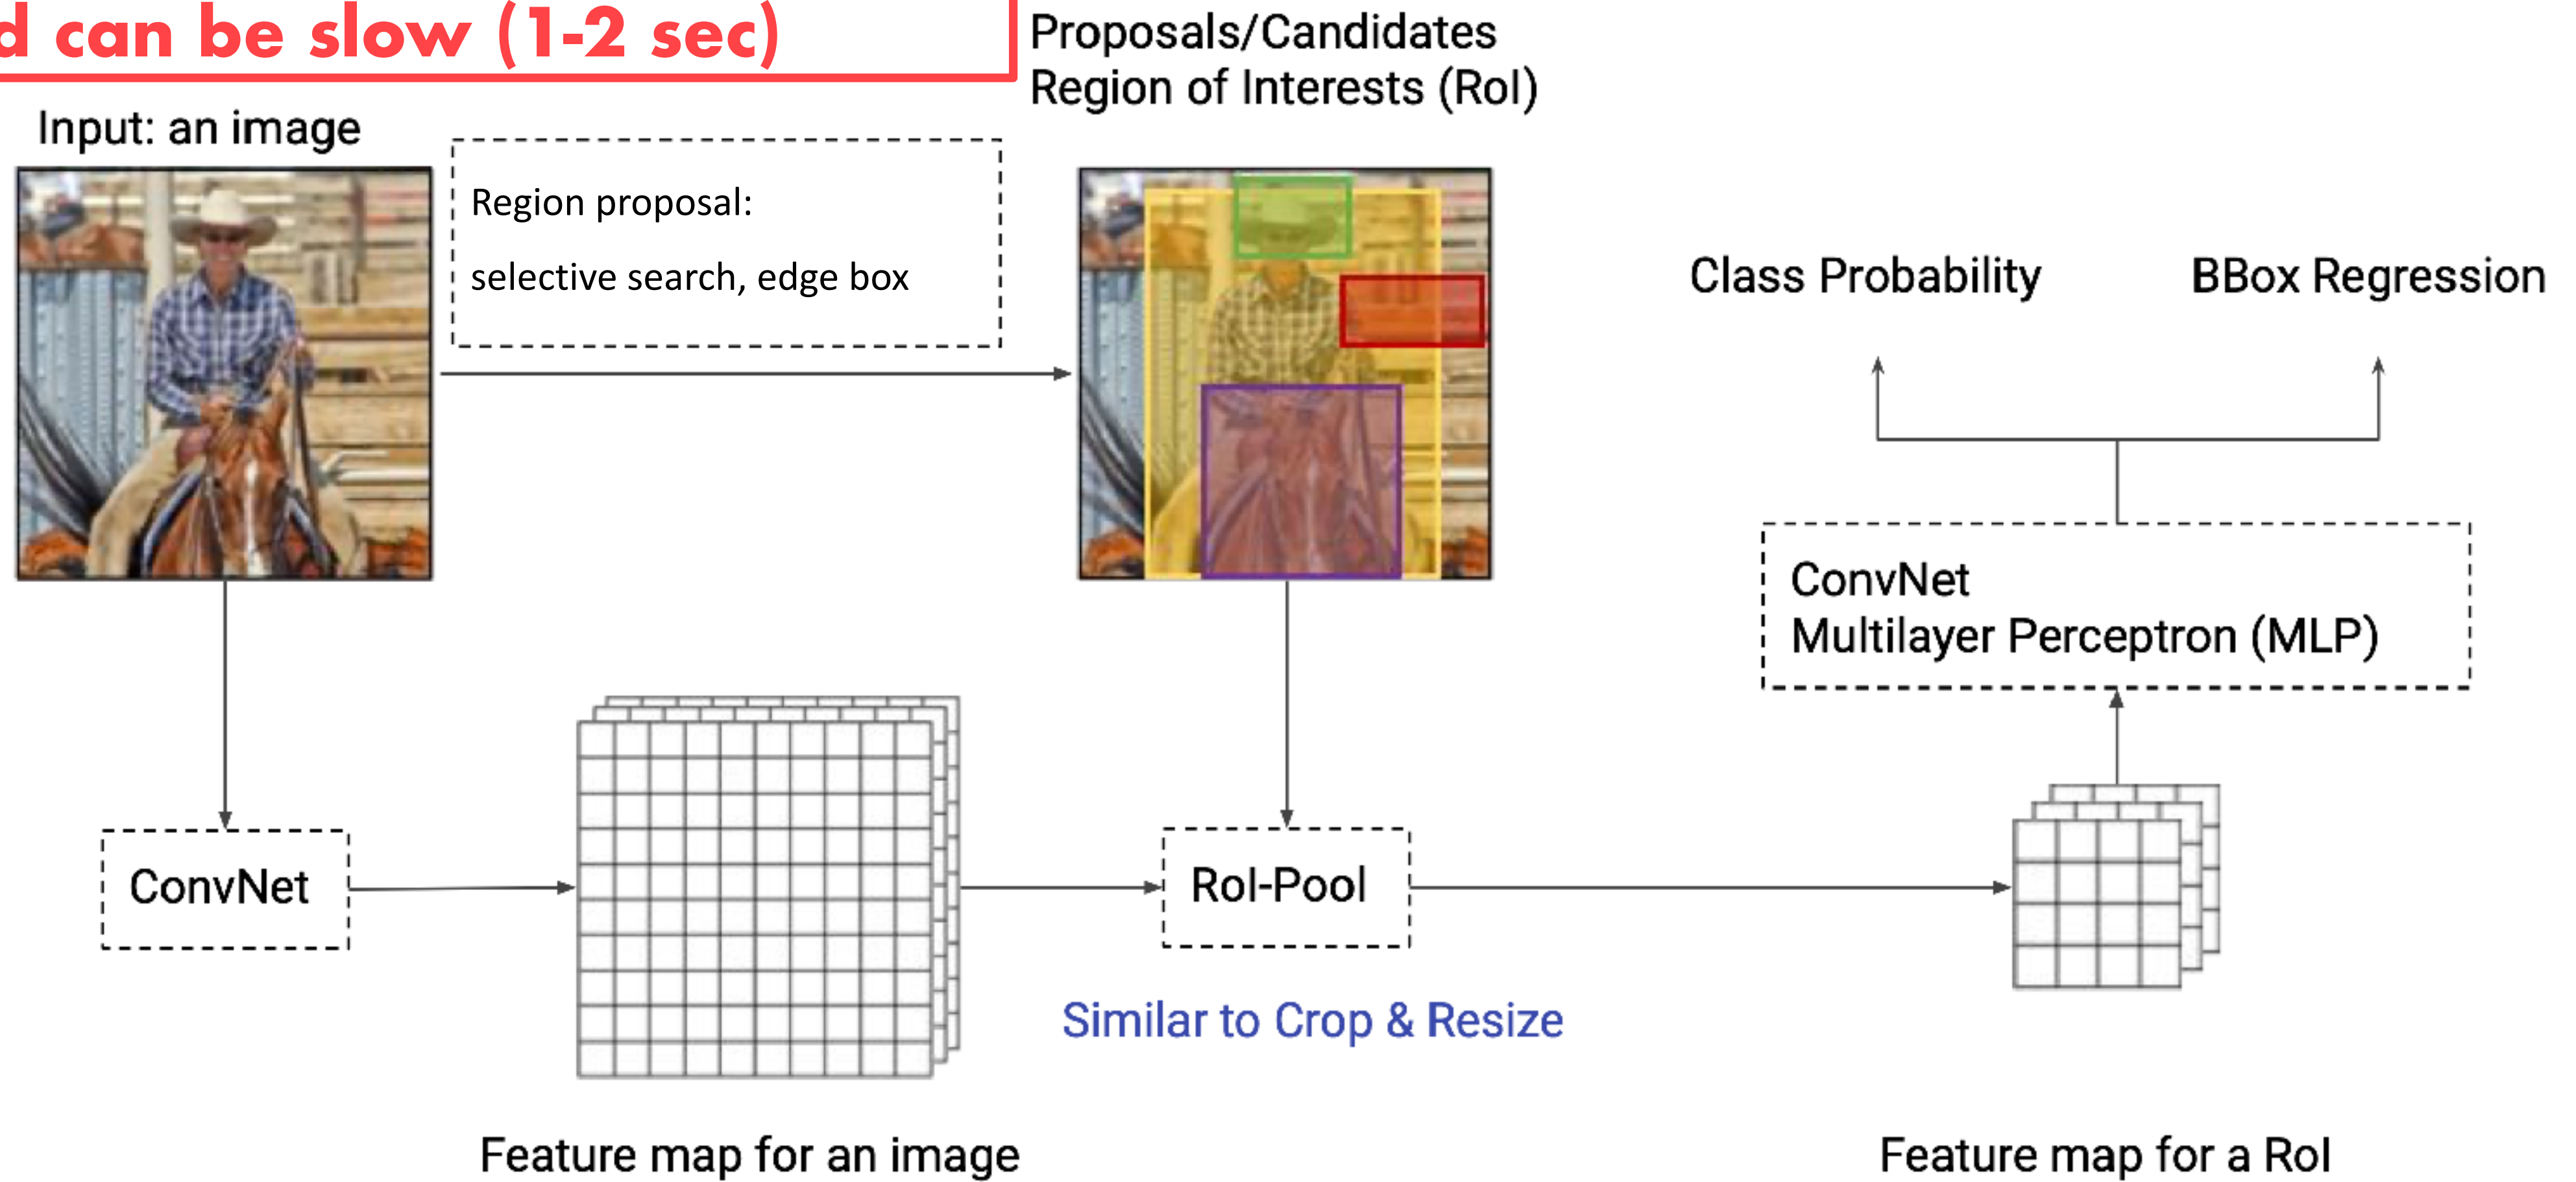 d can be slow (1-2 sec)
Proposals/Candidates
Region of Interests (RoI)
Input: an image
Region proposal:
selective search, edge box
Class Probability
BBox Regression
ConvNet
Multilayer Perceptron (MLP)
ConvNet
RoI-Pool
Similar to Crop & Resize
Feature map for an image
Feature map for a RoI